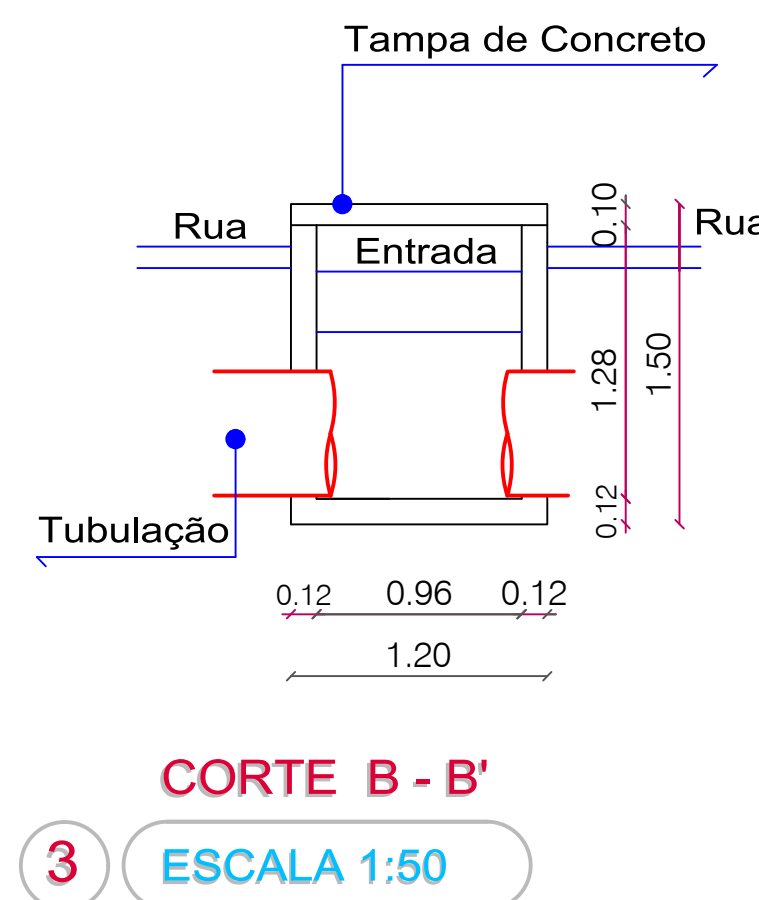 Tampa de Concreto
Rua
Entrada
Rua
0.10
1.28
1.50
0.12
Tubulação
0.12 0.96 0.12
1.20
CORTE B - B'
3 ESCALA 1:50